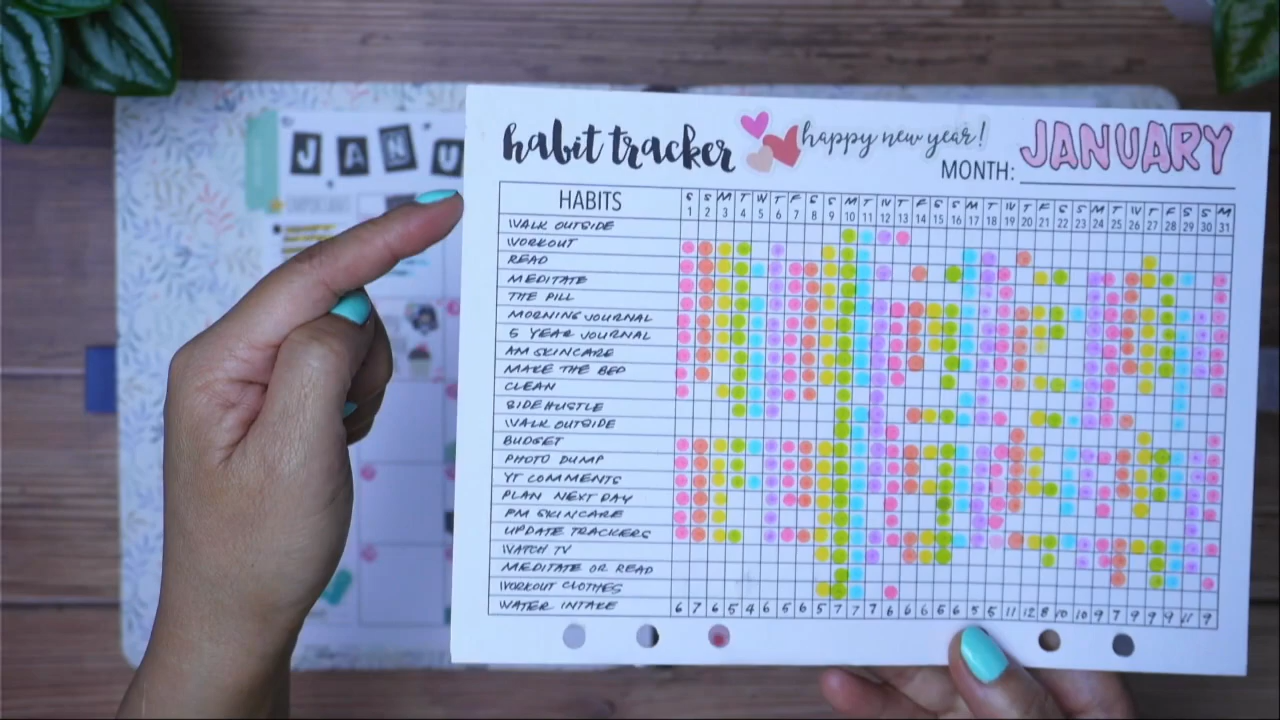 JANU
habit tracker happy new year! JANUARY
MONTH:
HABITS S S M T W T F S S M T W T F S S M T W T F S S M T W T F S S M
1 2 3 4 5 6 7 8 9 10 11 12 13 14 15 16 17 18 19 20 21 22 23 24 25 26 27 28 29 30 31
WALK OUTSIDE
WORKOUT
READ
MEDITATE
THE PILL
MORNING JOURNAL
5 YEAR JOURNAL
AM SKINCARE
MAKE THE BED
CLEAN
SIDE HUSTLE
WALK OUTSIDE
BUDGET
PHOTO DUMP
YT COMMENTS
PLAN NEXT DAY
PM SKINCARE
UPDATE TRACKERS
WATCH TV
MEDITATE OR READ
WORKOUT CLOTHES
WATER INTAKE 6 7 6 5 4 6 5 6 5 7 7 7 6 6 6 5 6 5 5 11 12 8 10 10 9 7 9 9 9 11 9